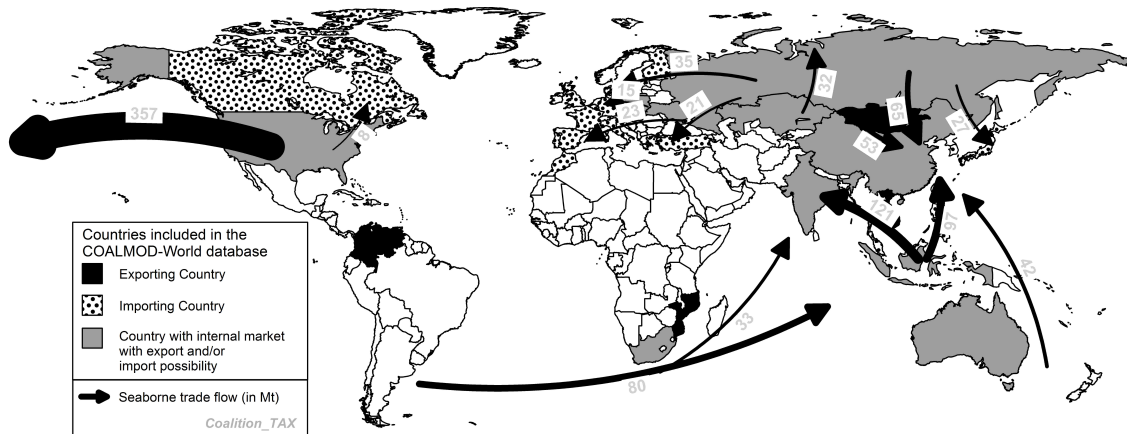 35
15
32
357
23
21
65
27
8
53
121
97
42
33
80
Countries included in the
COALMOD-World database
Exporting Country
Importing Country
Country with internal market
with export and/or
import possibility
Seaborne trade flow (in Mt)
Coalition_TAX